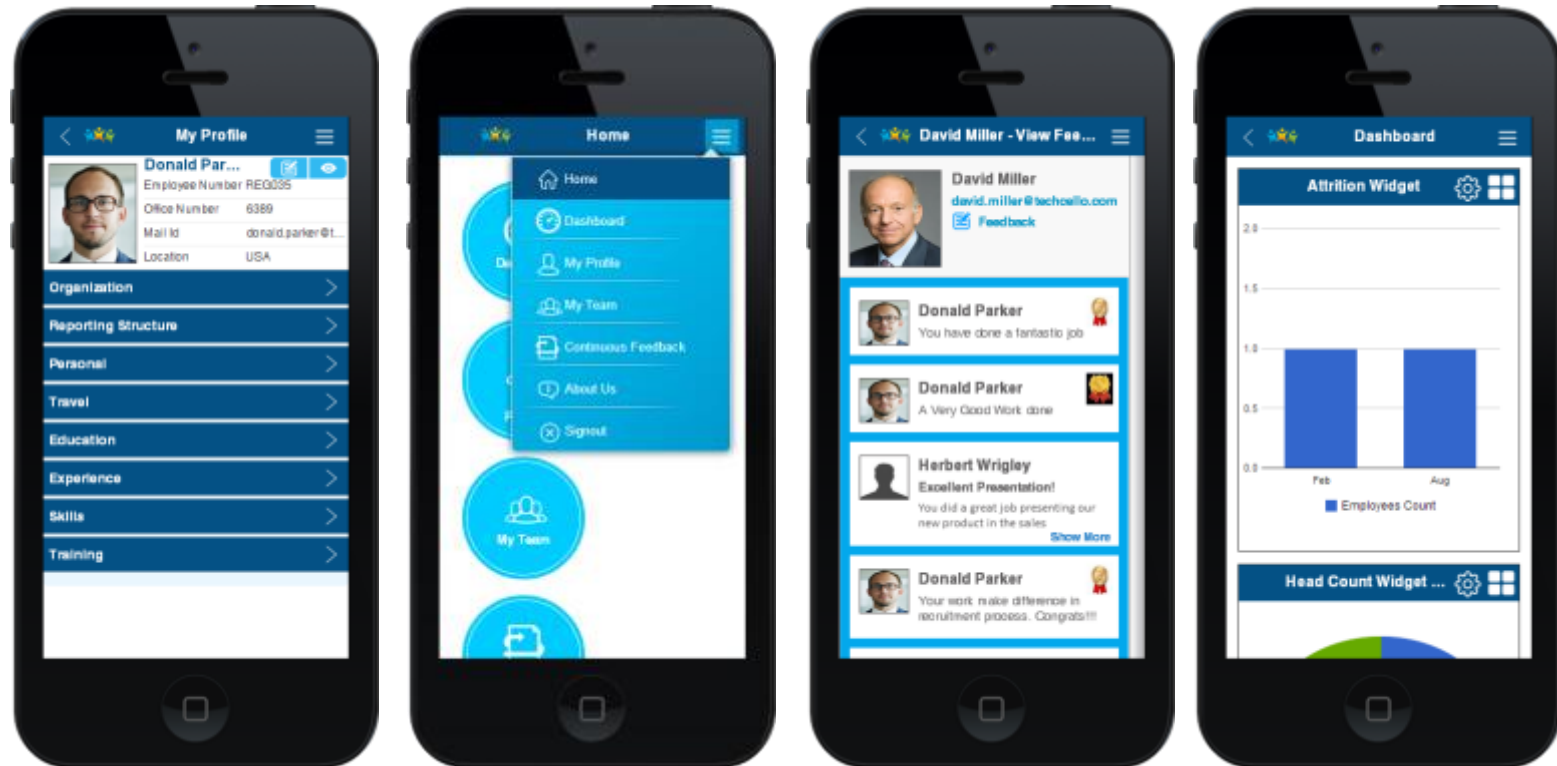 My Profile
Donald Par...
Employee Number REG035
Office Number 6389
Mail Id donald.parker@t...
Location USA
Organization
Reporting Structure
Personal
Travel
Education
Experience
Skills
Training
Home
Home
Dashboard
My Profile
My Team
Continuous Feedback
About Us
Signout
My Team
David Miller - View Fee...
David Miller
david.miller@techcello.com
Feedback
Donald Parker
You have done a fantastic job
Donald Parker
A Very Good Work done
Herbert Wrigley
Excellent Presentation!
You did a great job presenting our
new product in the sales
Show More
Donald Parker
Your work make difference in
recruitment process. Congrats!!!!
Dashboard
Attrition Widget
2.0
1.5
1.0
0.5
0.0
Feb Aug
Employees Count
Head Count Widget ...